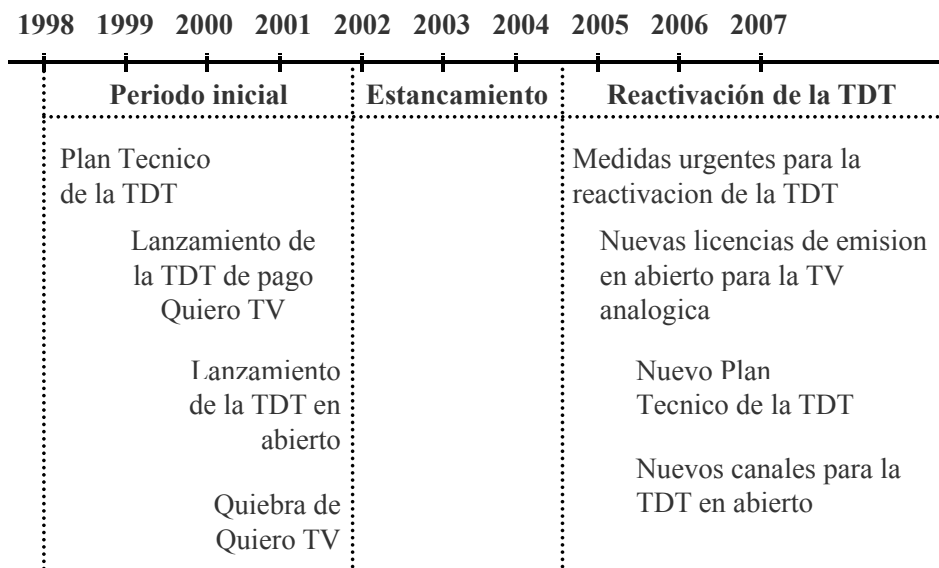 1998 1999 2000 2001 2002 2003 2004 2005 2006 2007
Periodo inicial Estancamiento Reactivación de la TDT
Plan Tecnico
de la TDT
Lanzamiento de
la TDT de pago
Quiero TV
Lanzamiento
de la TDT en
abierto
Quiebra de
Quiero TV
Medidas urgentes para la
reactivacion de la TDT
Nuevas licencias de emision
en abierto para la TV
analogica
Nuevo Plan
Tecnico de la TDT
Nuevos canales para la
TDT en abierto